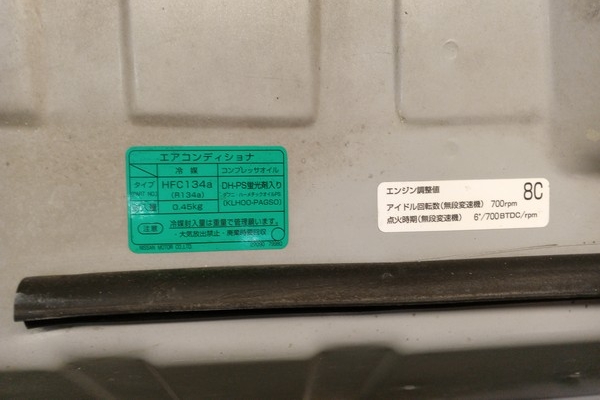 エアコンディショナ
冷媒 コンプレッサオイル
タイプ HFC134a DH-PS蛍光剤入り
PART NO. (R134a)
(KLH00-PAGS0)
0.45kg
注意 冷媒封入量は重量で管理願います。
・大気放出禁止・廃棄時要回収
NISSAN MOTOR CO.,LTD.
エンジン調整値 8C
アイドル回転数(無段変速機) 700rpm
点火時期(無段変速機) 6°/700 BTDC/rpm